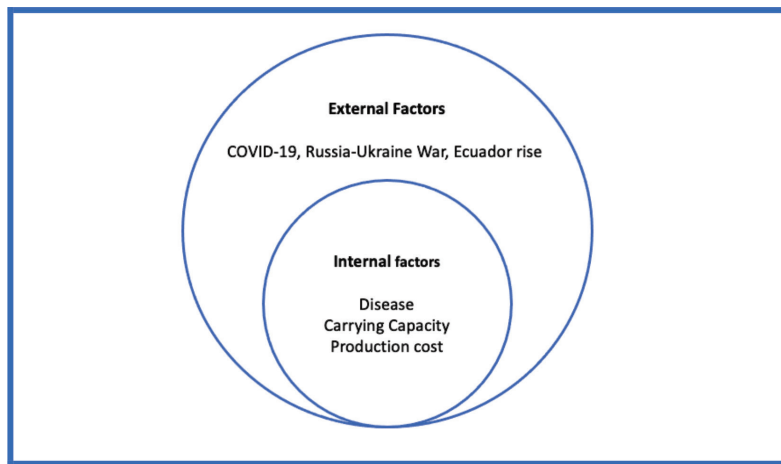 External Factors
COVID-19, Russia-Ukraine War, Ecuador rise
Internal factors
Disease
Carrying Capacity
Production cost